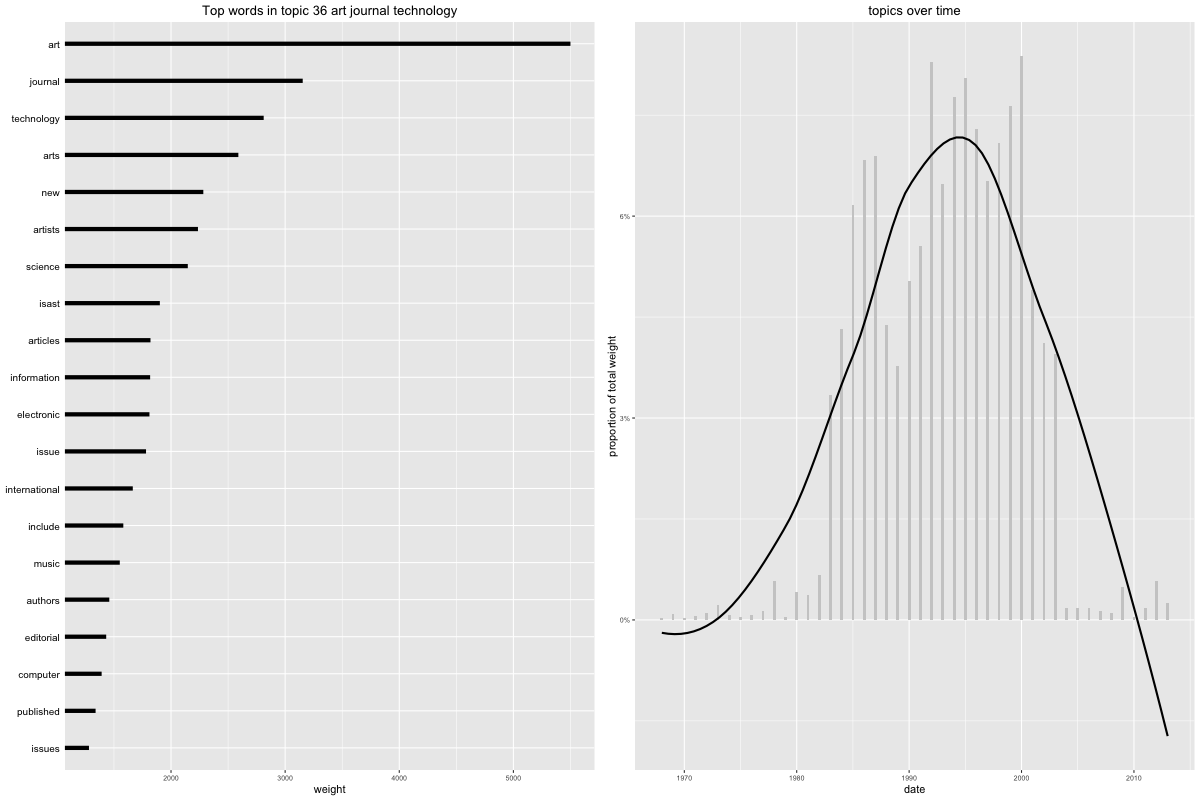 Top words in topic 36 art journal technology
art
journal
technology
arts
new
artists
science
isast
articles
information
electronic
issue
international
include
music
authors
editorial
computer
published
issues
2000 3000 4000 5000
weight
topics over time
proportion of total weight
6%
3%
0%
1970 1980 1990 2000 2010
date